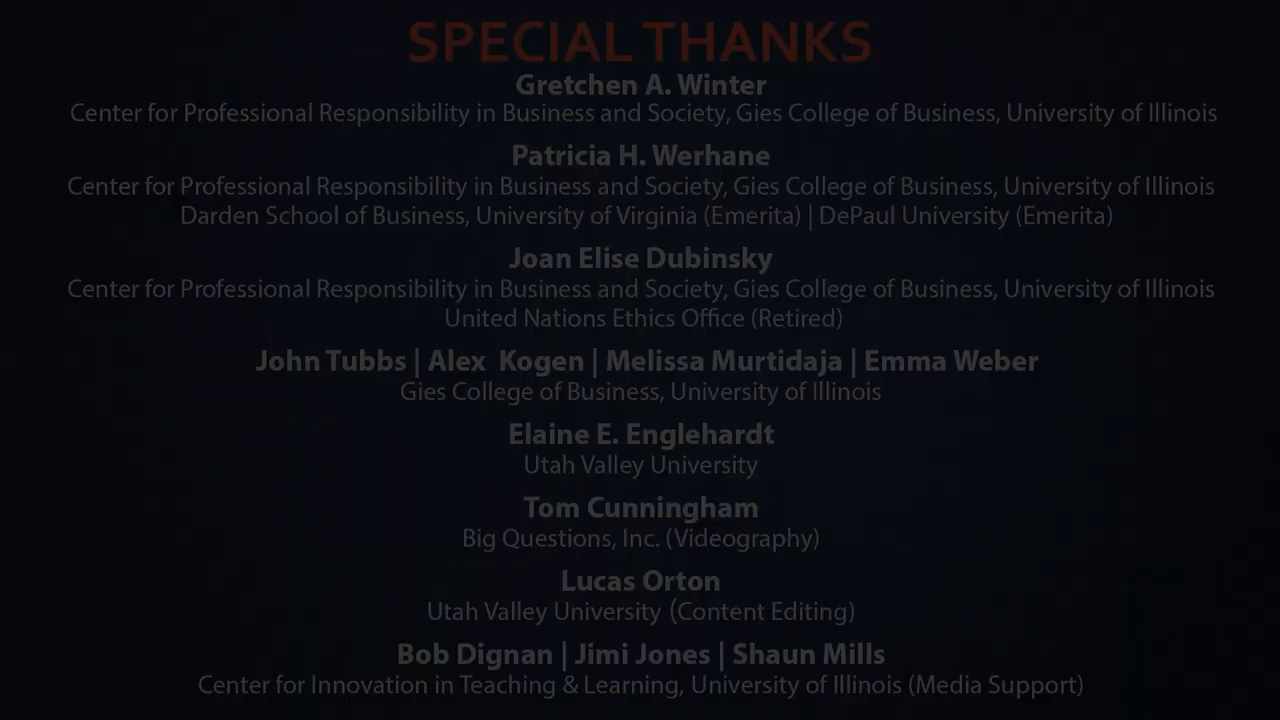 SPECIAL THANKS
Gretchen A. Winter
Center for Professional Responsibility in Business and Society, Gies College of Business, University of Illinois
Patricia H. Werhane
Center for Professional Responsibility in Business and Society, Gies College of Business, University of Illinois
Darden School of Business, University of Virginia (Emerita) | DePaul University (Emerita)
Joan Elise Dubinsky
Center for Professional Responsibility in Business and Society, Gies College of Business, University of Illinois
United Nations Ethics Office (Retired)
John Tubbs | Alex Kogen | Melissa Murtidaja | Emma Weber
Gies College of Business, University of Illinois
Elaine E. Englehardt
Utah Valley University
Tom Cunningham
Big Questions, Inc. (Videography)
Lucas Orton
Utah Valley University (Content Editing)
Bob Dignan | Jimi Jones | Shaun Mills
Center for Innovation in Teaching & Learning, University of Illinois (Media Support)